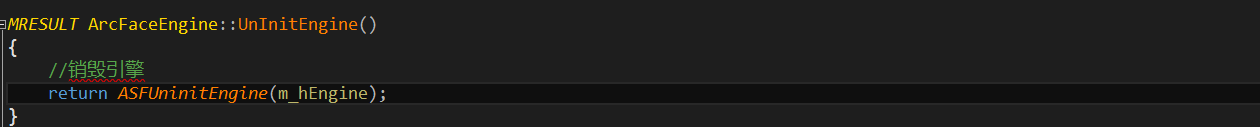 MRESULT ArcFaceEngine::UnInitEngine()
{
//销毁引擎
return ASFUninitEngine(m_hEngine);
}